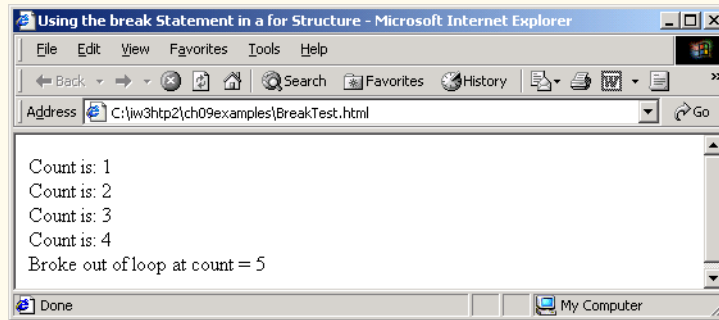 Using the break Statement in a for Structure - Microsoft Internet Explorer
File Edit View Favorites Tools Help
Back Search Favorites History W »
Address C:\iw3htp2\ch09examples\BreakTest.html Go
Count is: 1
Count is: 2
Count is: 3
Count is: 4
Broke out of loop at count = 5
Done My Computer